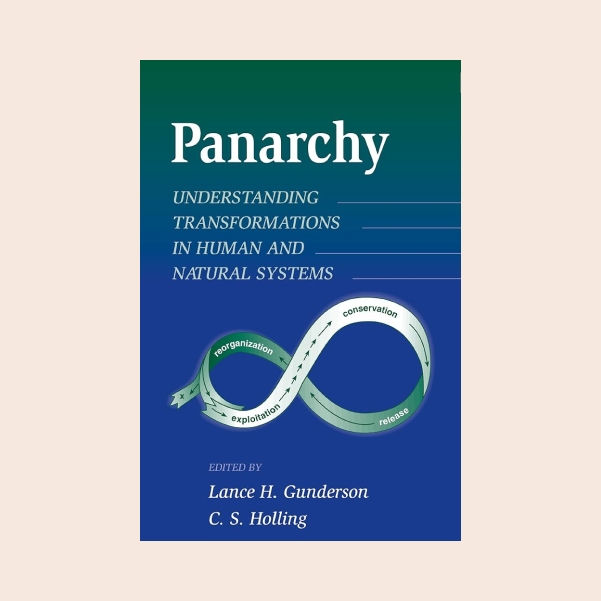 Panarchy
UNDERSTANDING
TRANSFORMATIONS
IN HUMAN AND
NATURAL SYSTEMS
conservation
reorganization
exploitation
release
x
EDITED BY
Lance H. Gunderson
C. S. Holling